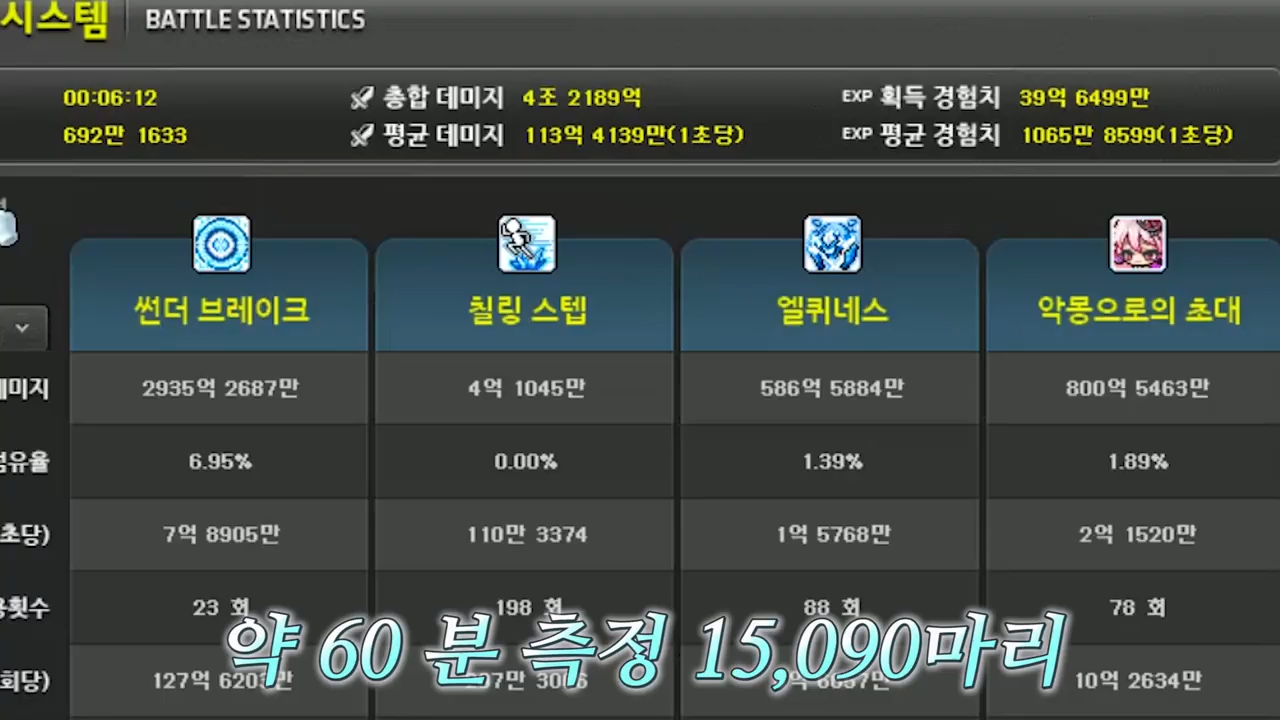 시스템 BATTLE STATISTICS
00:06:12 총합 데미지 4조 2189억 EXP 획득 경험치 39억 6499만
692만 1633 평균 데미지 113억 4139만(1초당) EXP 평균 경험치 1065만 8599(1초당)
썬더 브레이크 칠링 스텝 엘퀴네스 악몽으로의 초대
데미지 2935억 2687만 4억 1045만 586억 5884만 800억 5463만
점유율 6.95% 0.00% 1.39% 1.89%
초당) 7억 8905만 110만 3374 1억 5768만 2억 1520만
횟수 23 회 198 회 88 회 78 회
약 60 분 측정 15,090마리
회당) 127억 6203만 10억 2634만